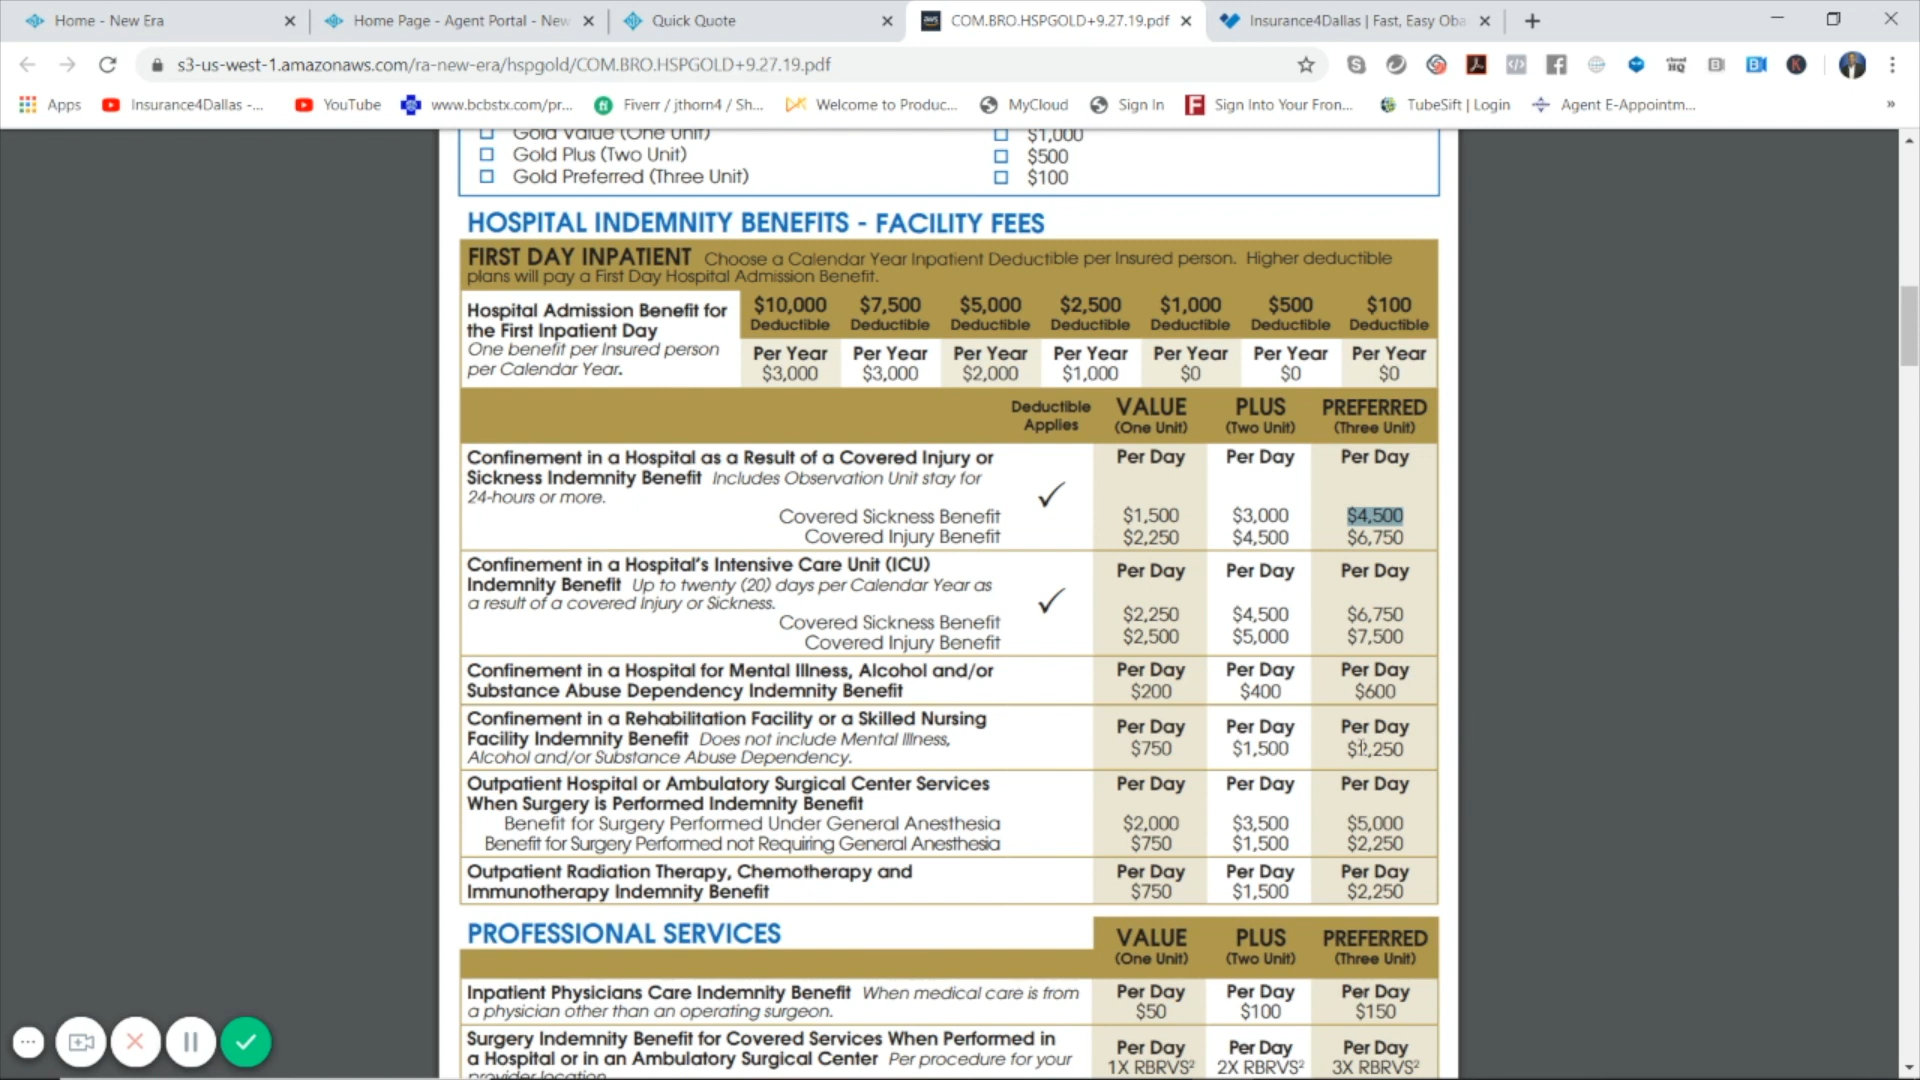 Home - New Era
Home Page - Agent Portal - New
Quick Quote
COM.BRO.HSPGOLD+9.27.19.pdf
Insurance4Dallas | Fast, Easy Oba
s3-us-west-1.amazonaws.com/ra-new-era/hspgold/COM.BRO.HSPGOLD+9.27.19.pdf
Apps
Insurance4Dallas -...
YouTube
www.bcbstx.com/pr...
Fiverr / jthorn4 / Sh...
Welcome to Produc...
MyCloud
Sign In
Sign Into Your Fron...
TubeSift | Login
Agent E-Appointm...
»
Gold Value (One Unit) $1,000
Gold Plus (Two Unit) $500
Gold Preferred (Three Unit) $100
HOSPITAL INDEMNITY BENEFITS - FACILITY FEES
FIRST DAY INPATIENT Choose a Calendar Year Inpatient Deductible per Insured person. Higher deductible
plans will pay a First Day Hospital Admission Benefit.
Hospital Admission Benefit for
the First Inpatient Day
One benefit per Insured person
per Calendar Year.
$10,000 $7,500 $5,000 $2,500 $1,000 $500 $100
Deductible Deductible Deductible Deductible Deductible Deductible Deductible
Per Year Per Year Per Year Per Year Per Year Per Year Per Year
$3,000 $3,000 $2,000 $1,000 $0 $0 $0
Deductible Applies
VALUE PLUS PREFERRED
(One Unit) (Two Unit) (Three Unit)
Confinement in a Hospital as a Result of a Covered Injury or
Sickness Indemnity Benefit Includes Observation Unit stay for
24-hours or more.
Per Day Per Day Per Day
Covered Sickness Benefit $1,500 $3,000 $4,500
Covered Injury Benefit $2,250 $4,500 $6,750
Confinement in a Hospital's Intensive Care Unit (ICU)
Indemnity Benefit Up to twenty (20) days per Calendar Year as
a result of a covered Injury or Sickness.
Per Day Per Day Per Day
Covered Sickness Benefit $2,250 $4,500 $6,750
Covered Injury Benefit $2,500 $5,000 $7,500
Confinement in a Hospital for Mental Illness, Alcohol and/or
Substance Abuse Dependency Indemnity Benefit
Per Day Per Day Per Day
$200 $400 $600
Confinement in a Rehabilitation Facility or a Skilled Nursing
Facility Indemnity Benefit Does not include Mental Illness,
Alcohol and/or Substance Abuse Dependency.
Per Day Per Day Per Day
$750 $1,500
Outpatient Hospital or Ambulatory Surgical Center Services
When Surgery is Performed Indemnity Benefit
Per Day Per Day Per Day
Benefit for Surgery Performed Under General Anesthesia $2,000 $3,500 $5,000
Benefit for Surgery Performed not Requiring General Anesthesia $750 $1,500 $2,250
Outpatient Radiation Therapy, Chemotherapy and
Immunotherapy Indemnity Benefit
Per Day Per Day Per Day
$750 $1,500 $2,250
PROFESSIONAL SERVICES
VALUE PLUS PREFERRED
(One Unit) (Two Unit) (Three Unit)
Inpatient Physicians Care Indemnity Benefit When medical care is from
a physician other than an operating surgeon.
Per Day Per Day Per Day
$50 $100 $150
Surgery Indemnity Benefit for Covered Services When Performed in
a Hospital or in an Ambulatory Surgical Center Per procedure for your
provider location.
Per Day Per Day Per Day
1X RBRVS² 2X RBRVS² 3X RBRVS²